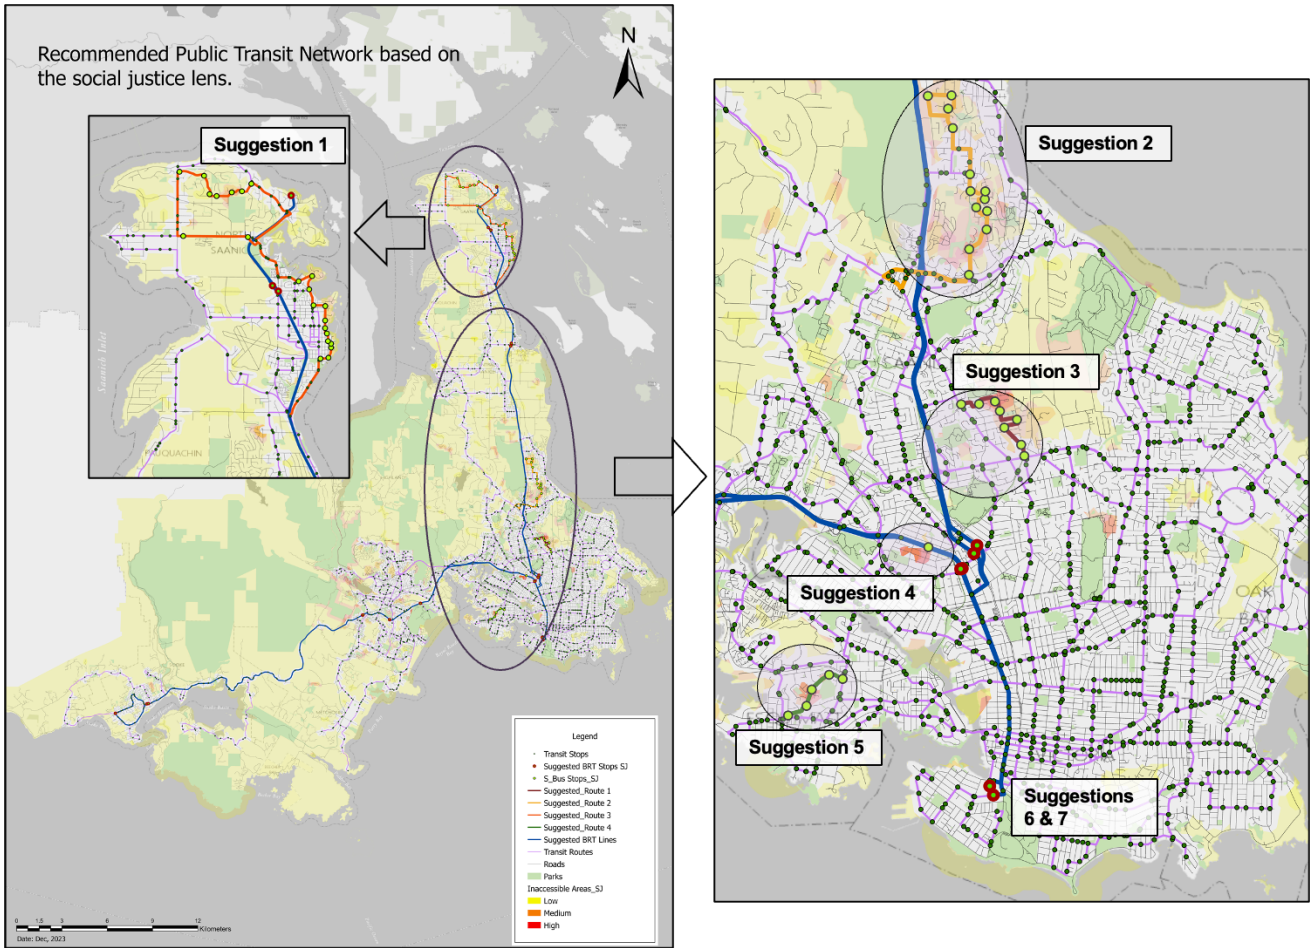 Recommended Public Transit Network based on
the social justice lens.
N
Suggestion 1
NORTH
SAANICH
Saanich Inlet
PAUQUACHIN
Legend
Transit Stops
Suggested BRT Stops SJ
S_Bus Stops_SJ
Suggested_Route 1
Suggested_Route 2
Suggested_Route 3
Suggested_Route 4
Suggested BRT Lines
Transit Routes
Roads
Parks
Inaccessible Areas_SJ
Low
Medium
High
0 1.5 3 6 9 12
Kilometers
Date: Dec, 2023
Suggestion 2
Suggestion 3
Suggestion 4
OAK
Suggestion 5
Suggestions
6 & 7